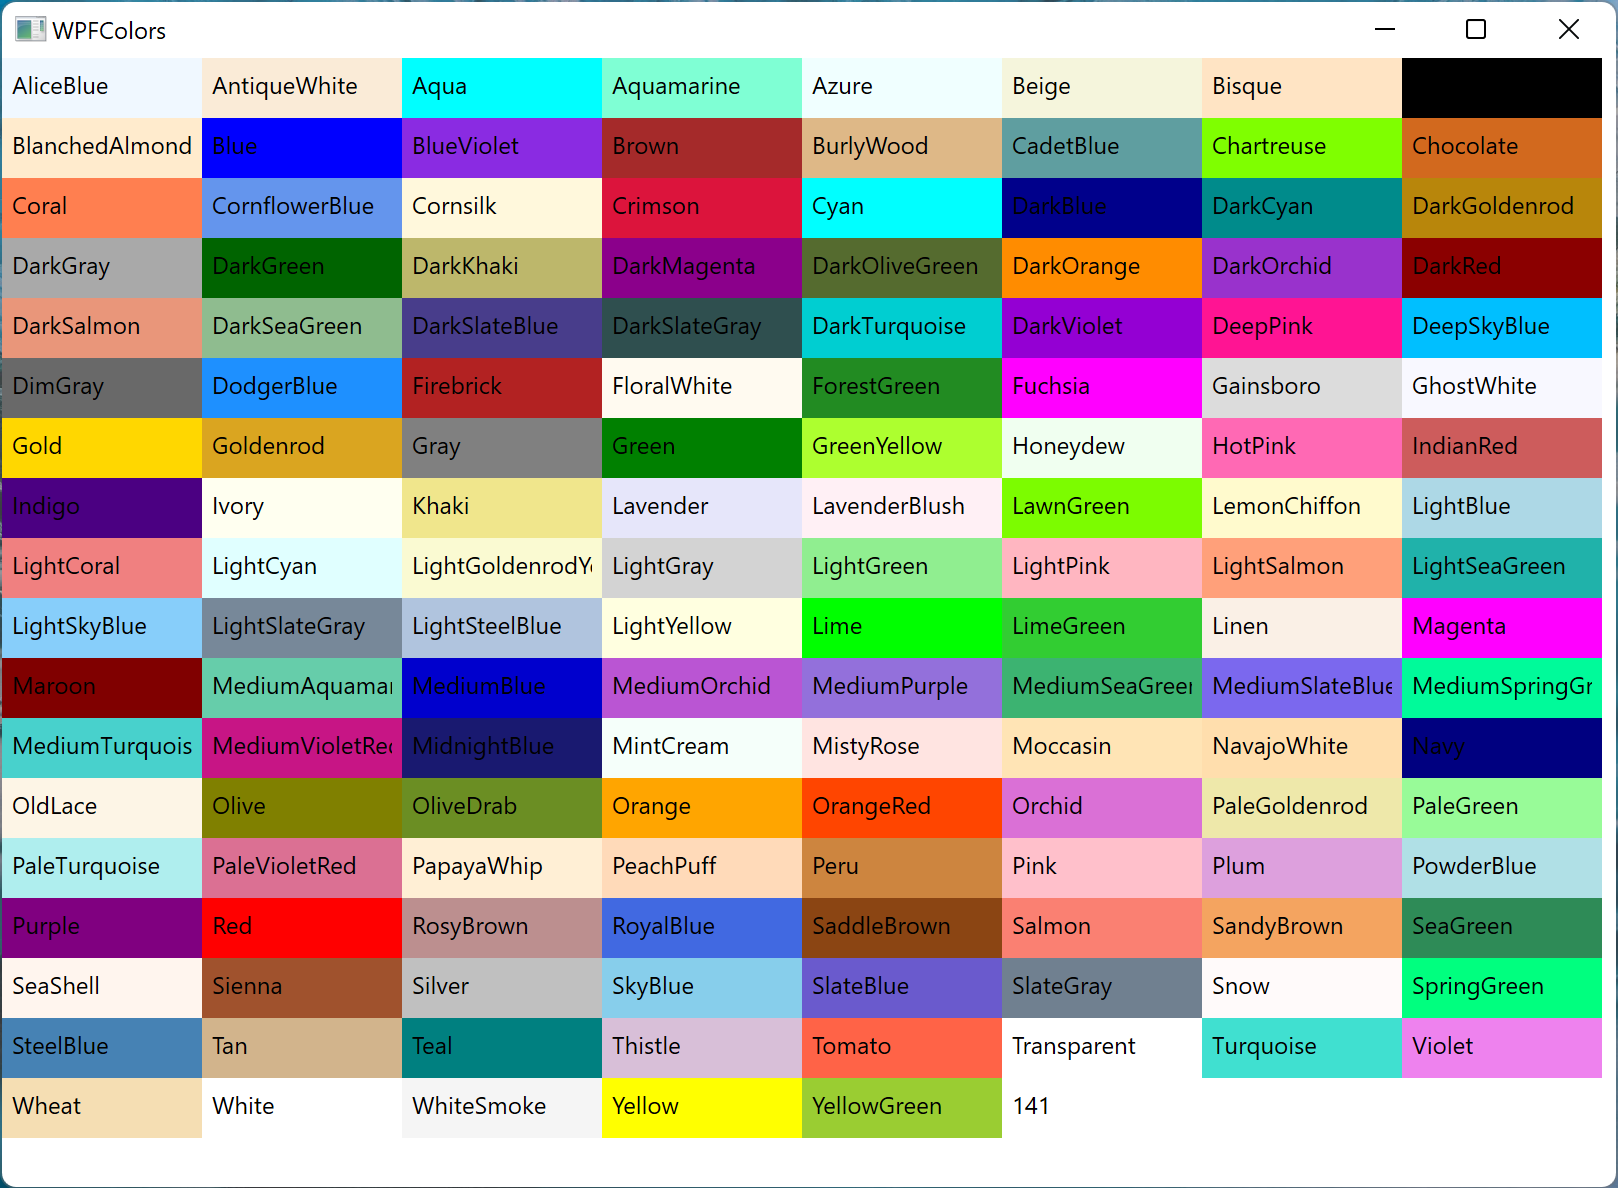 WPFColors
AliceBlue AntiqueWhite Aqua Aquamarine Azure Beige Bisque
BlanchedAlmond Blue BlueViolet Brown BurlyWood CadetBlue Chartreuse Chocolate
Coral CornflowerBlue Cornsilk Crimson Cyan DarkBlue DarkCyan DarkGoldenrod
DarkGray DarkGreen DarkKhaki DarkMagenta DarkOliveGreen DarkOrange DarkOrchid DarkRed
DarkSalmon DarkSeaGreen DarkSlateBlue DarkSlateGray DarkTurquoise DarkViolet DeepPink DeepSkyBlue
DimGray DodgerBlue Firebrick FloralWhite ForestGreen Fuchsia Gainsboro GhostWhite
Gold Goldenrod Gray Green GreenYellow Honeydew HotPink IndianRed
Indigo Ivory Khaki Lavender LavenderBlush LawnGreen LemonChiffon LightBlue
LightCoral LightCyan LightGoldenrodY LightGray LightGreen LightPink LightSalmon LightSeaGreen
LightSkyBlue LightSlateGray LightSteelBlue LightYellow Lime LimeGreen Linen Magenta
Maroon MediumAquamar MediumBlue MediumOrchid MediumPurple MediumSeaGreen MediumSlateBlue MediumSpringGr
MediumTurquois MediumVioletRed MidnightBlue MintCream MistyRose Moccasin NavajoWhite Navy
OldLace Olive OliveDrab Orange OrangeRed Orchid PaleGoldenrod PaleGreen
PaleTurquoise PaleVioletRed PapayaWhip PeachPuff Peru Pink Plum PowderBlue
Purple Red RosyBrown RoyalBlue SaddleBrown Salmon SandyBrown SeaGreen
SeaShell Sienna Silver SkyBlue SlateBlue SlateGray Snow SpringGreen
SteelBlue Tan Teal Thistle Tomato Transparent Turquoise Violet
Wheat White WhiteSmoke Yellow YellowGreen 141